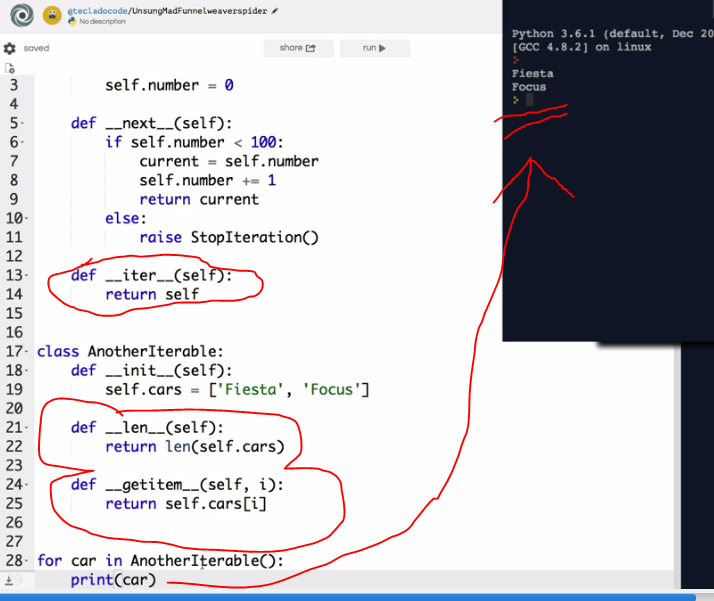 @tecladocode/UnsungMadFunnelweaverspider
No description
saved
share
run
3 self.number = 0
4
5 def __next__(self):
6 if self.number < 100:
7 current = self.number
8 self.number += 1
9 return current
10 else:
11 raise StopIteration()
12
13 def __iter__(self):
14 return self
15
16
17 class AnotherIterable:
18 def __init__(self):
19 self.cars = ['Fiesta', 'Focus']
20
21 def __len__(self):
22 return len(self.cars)
23
24 def __getitem__(self, i):
25 return self.cars[i]
26
27
28 for car in AnotherIterable():
print(car)
Python 3.6.1 (default, Dec 20
[GCC 4.8.2] on linux
>
Fiesta
Focus
>